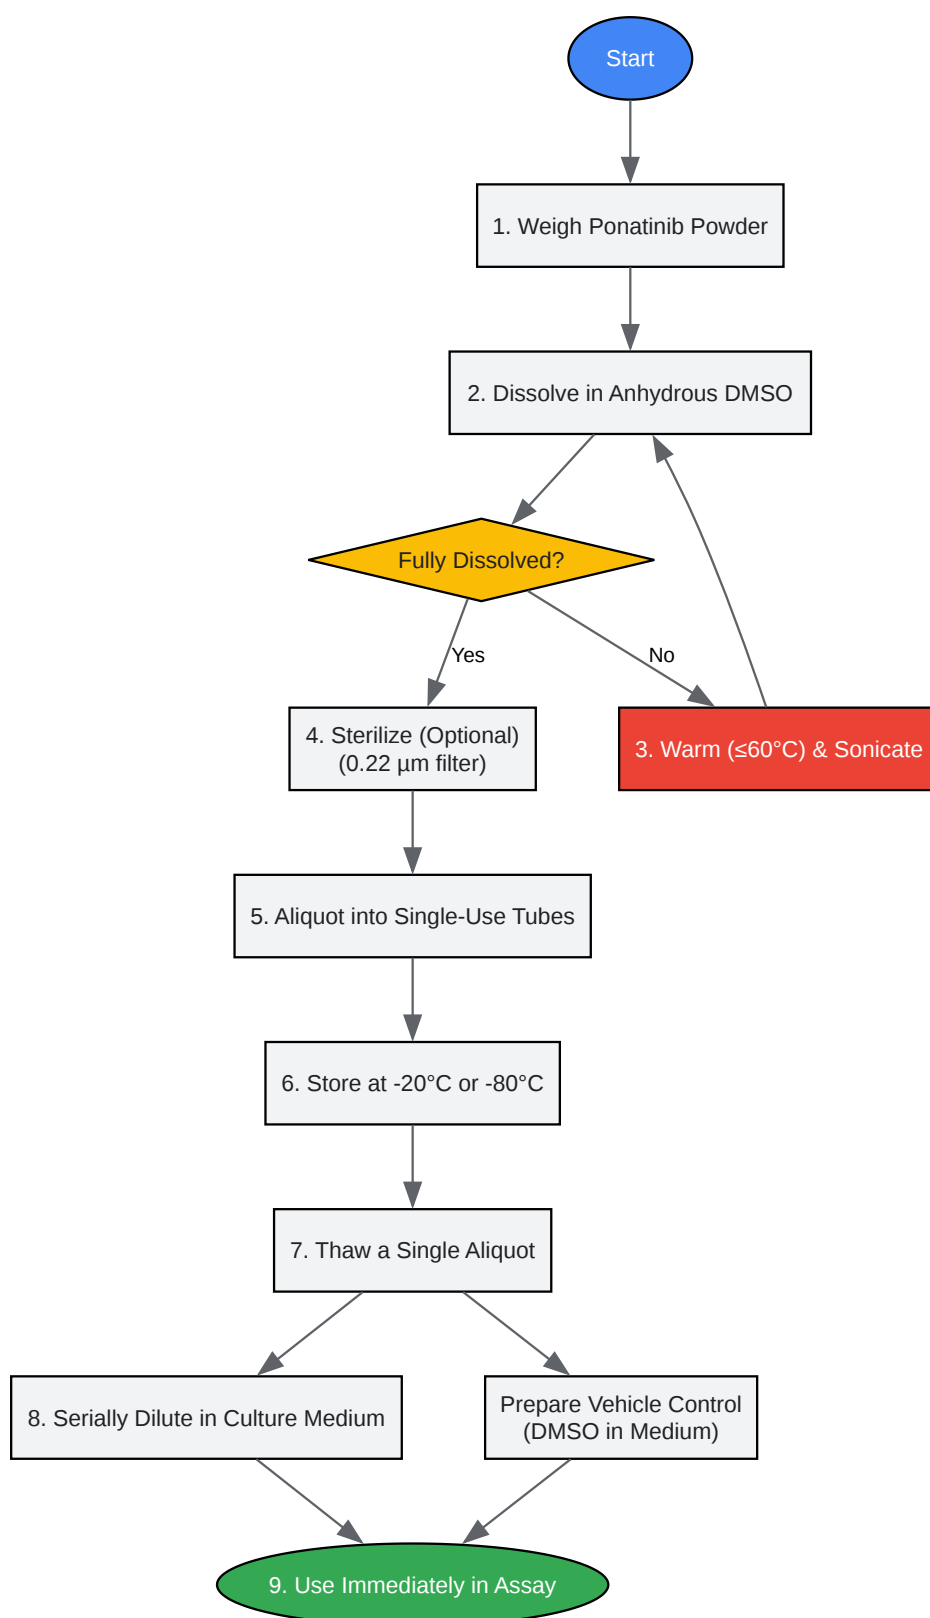 Start
1. Weigh Ponatinib Powder
2. Dissolve in Anhydrous DMSO
Fully Dissolved?
Yes
No
4. Sterilize (Optional)
(0.22 µm filter)
3. Warm (≤60°C) & Sonicate
5. Aliquot into Single-Use Tubes
6. Store at -20°C or -80°C
7. Thaw a Single Aliquot
8. Serially Dilute in Culture Medium
Prepare Vehicle Control
(DMSO in Medium)
9. Use Immediately in Assay